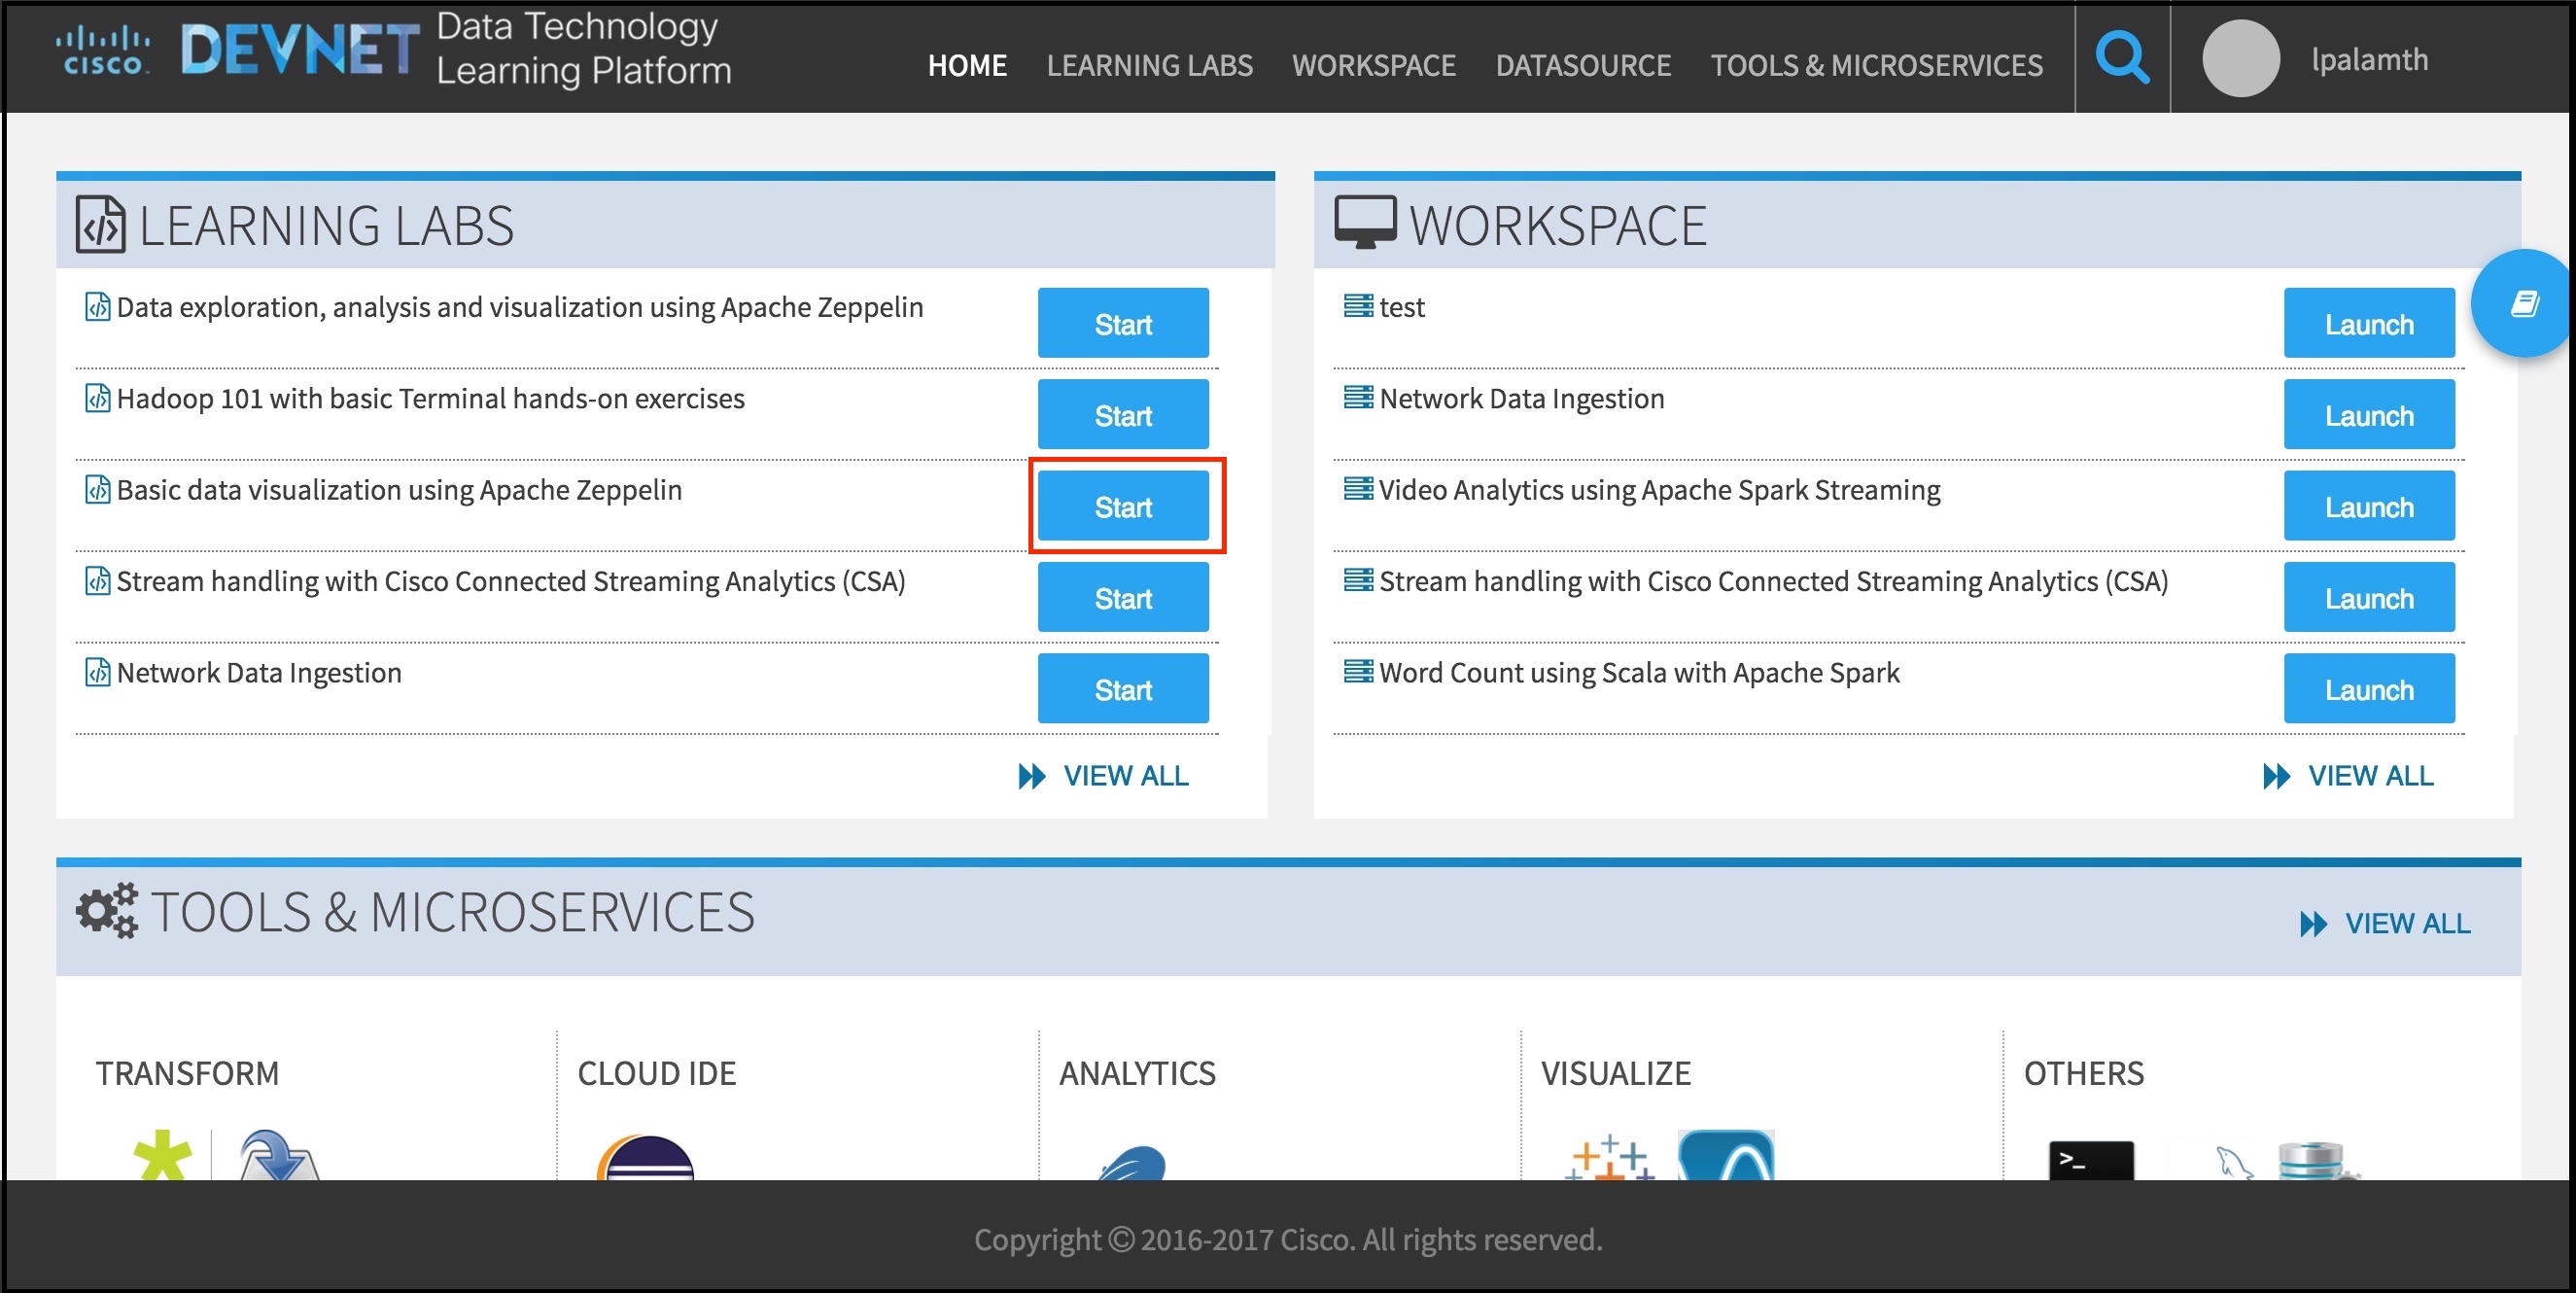 CISCO DEVNET Data Technology
Learning Platform
HOME LEARNING LABS WORKSPACE DATASOURCE TOOLS & MICROSERVICES lpalamth
LEARNING LABS
Data exploration, analysis and visualization using Apache Zeppelin Start
Hadoop 101 with basic Terminal hands-on exercises Start
Basic data visualization using Apache Zeppelin Start
Stream handling with Cisco Connected Streaming Analytics (CSA) Start
Network Data Ingestion Start
VIEW ALL
WORKSPACE
test Launch
Network Data Ingestion Launch
Video Analytics using Apache Spark Streaming Launch
Stream handling with Cisco Connected Streaming Analytics (CSA) Launch
Word Count using Scala with Apache Spark Launch
VIEW ALL
TOOLS & MICROSERVICES VIEW ALL
TRANSFORM CLOUD IDE ANALYTICS VISUALIZE OTHERS
>_
Copyright © 2016-2017 Cisco. All rights reserved.